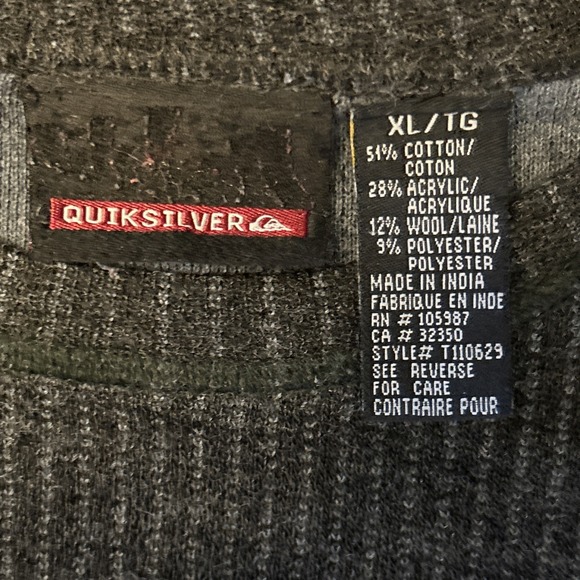 QUIKSILVER
XL/TG
51% COTTON/
COTON
28% ACRYLIC/
ACRYLIQUE
12% WOOL/LAINE
9% POLYESTER/
POLYESTER
MADE IN INDIA
FABRIQUE EN INDE
RN # 105987
CA # 32350
STYLE# T110629
SEE REVERSE
FOR CARE
CONTRAIRE POUR